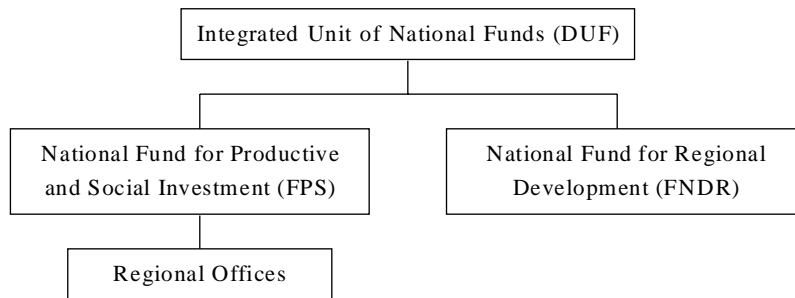 Integrated Unit of National Funds (DUF)
National Fund for Productive
and Social Investment (FPS)
National Fund for Regional
Development (FNDR)
Regional Offices